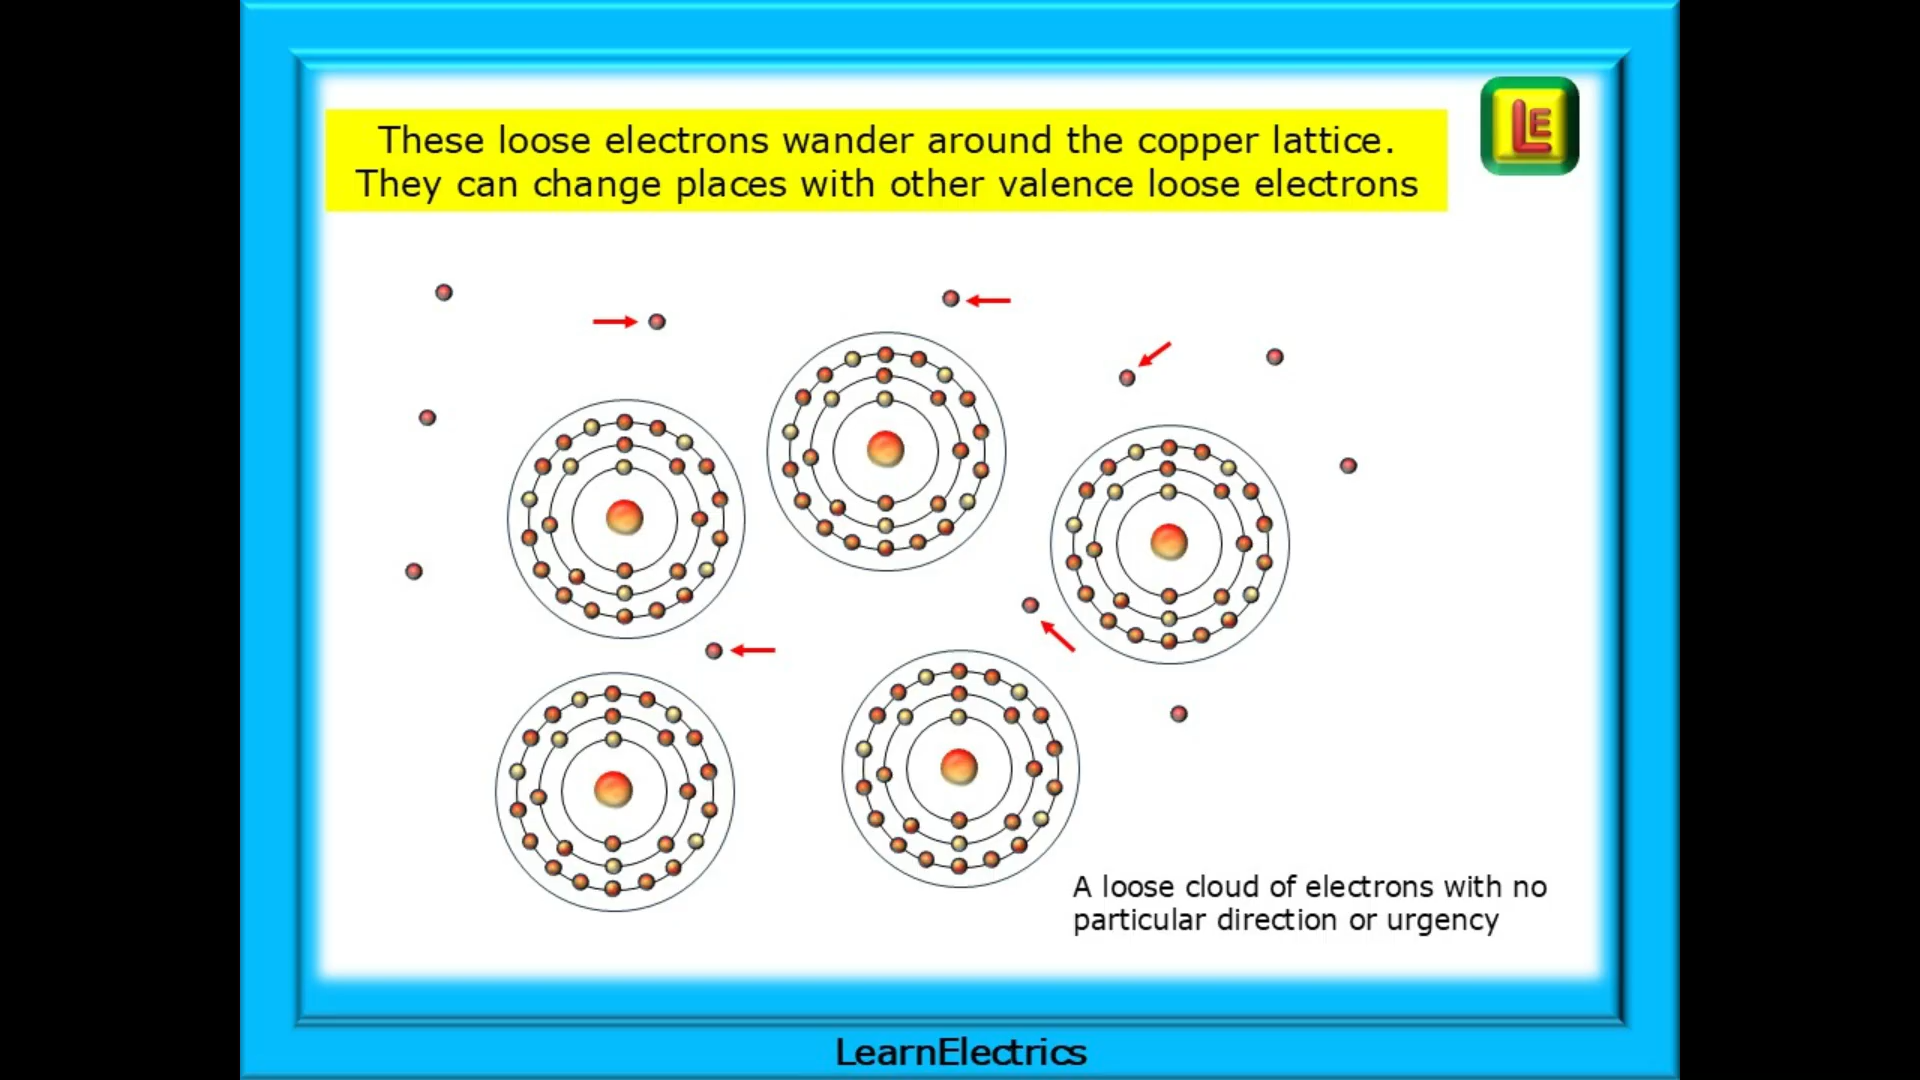 These loose electrons wander around the copper lattice.
They can change places with other valence loose electrons
LE
A loose cloud of electrons with no
particular direction or urgency
LearnElectrics